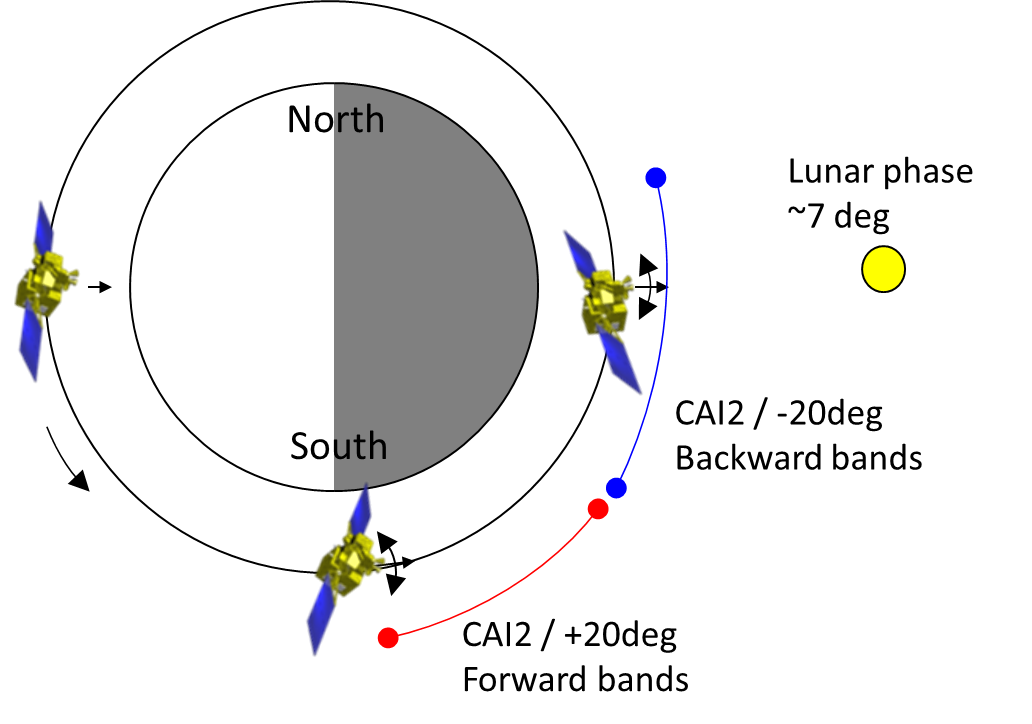 North
Lunar phase
~7 deg
CAI2 / -20deg
Backward bands
South
CAI2 / +20deg
Forward bands